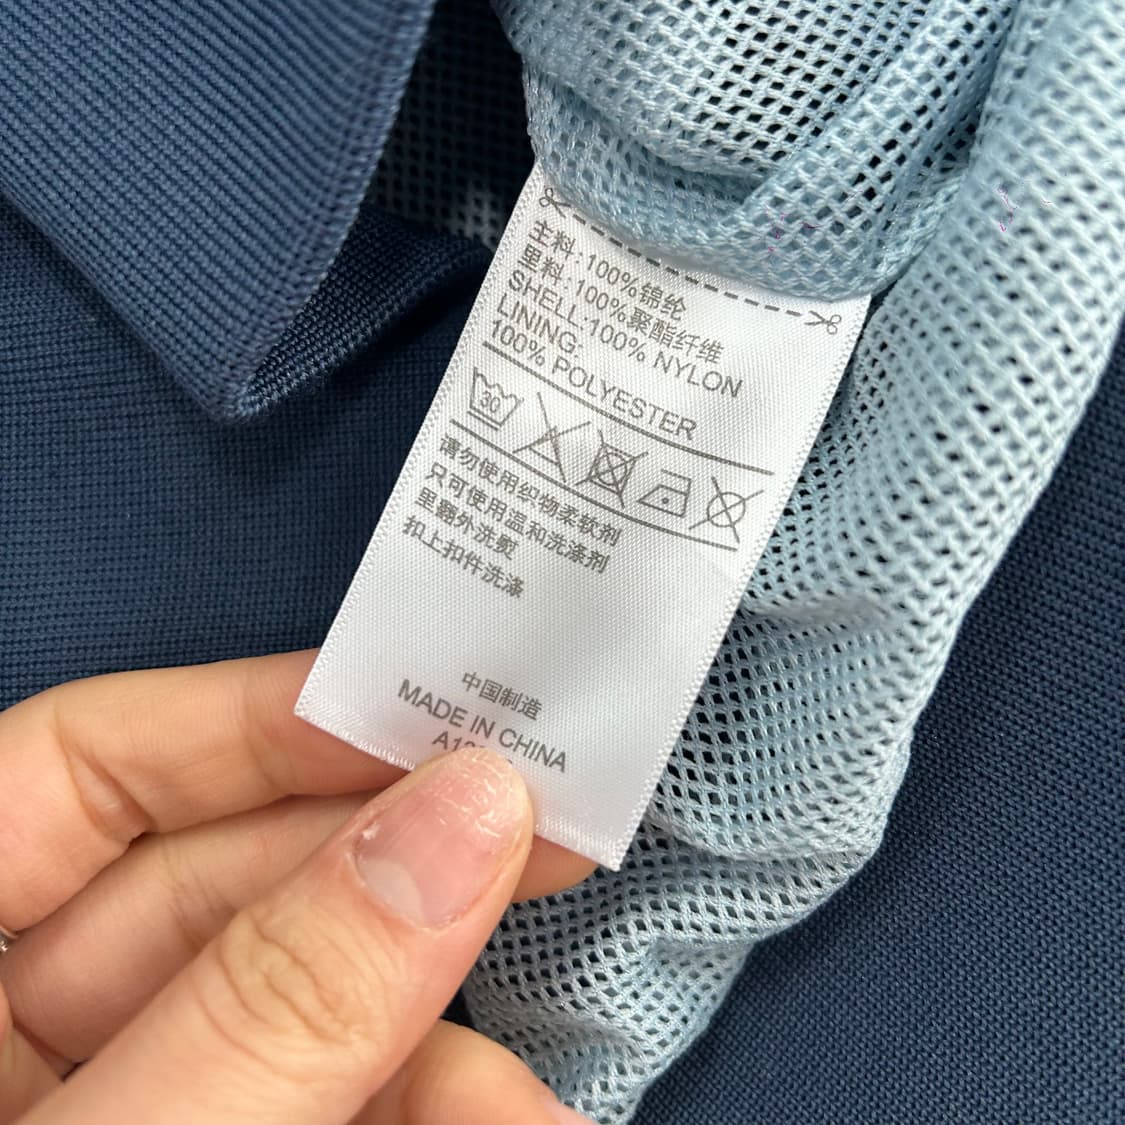 主料:100%锦纶
里料:100%聚酯纤维
SHELL:100% NYLON
LINING:
100% POLYESTER
30
请勿使用织物柔软剂
只可使用温和洗涤剂
里翻外洗熨
扣上扣件洗涤
中国制造
MADE IN CHINA